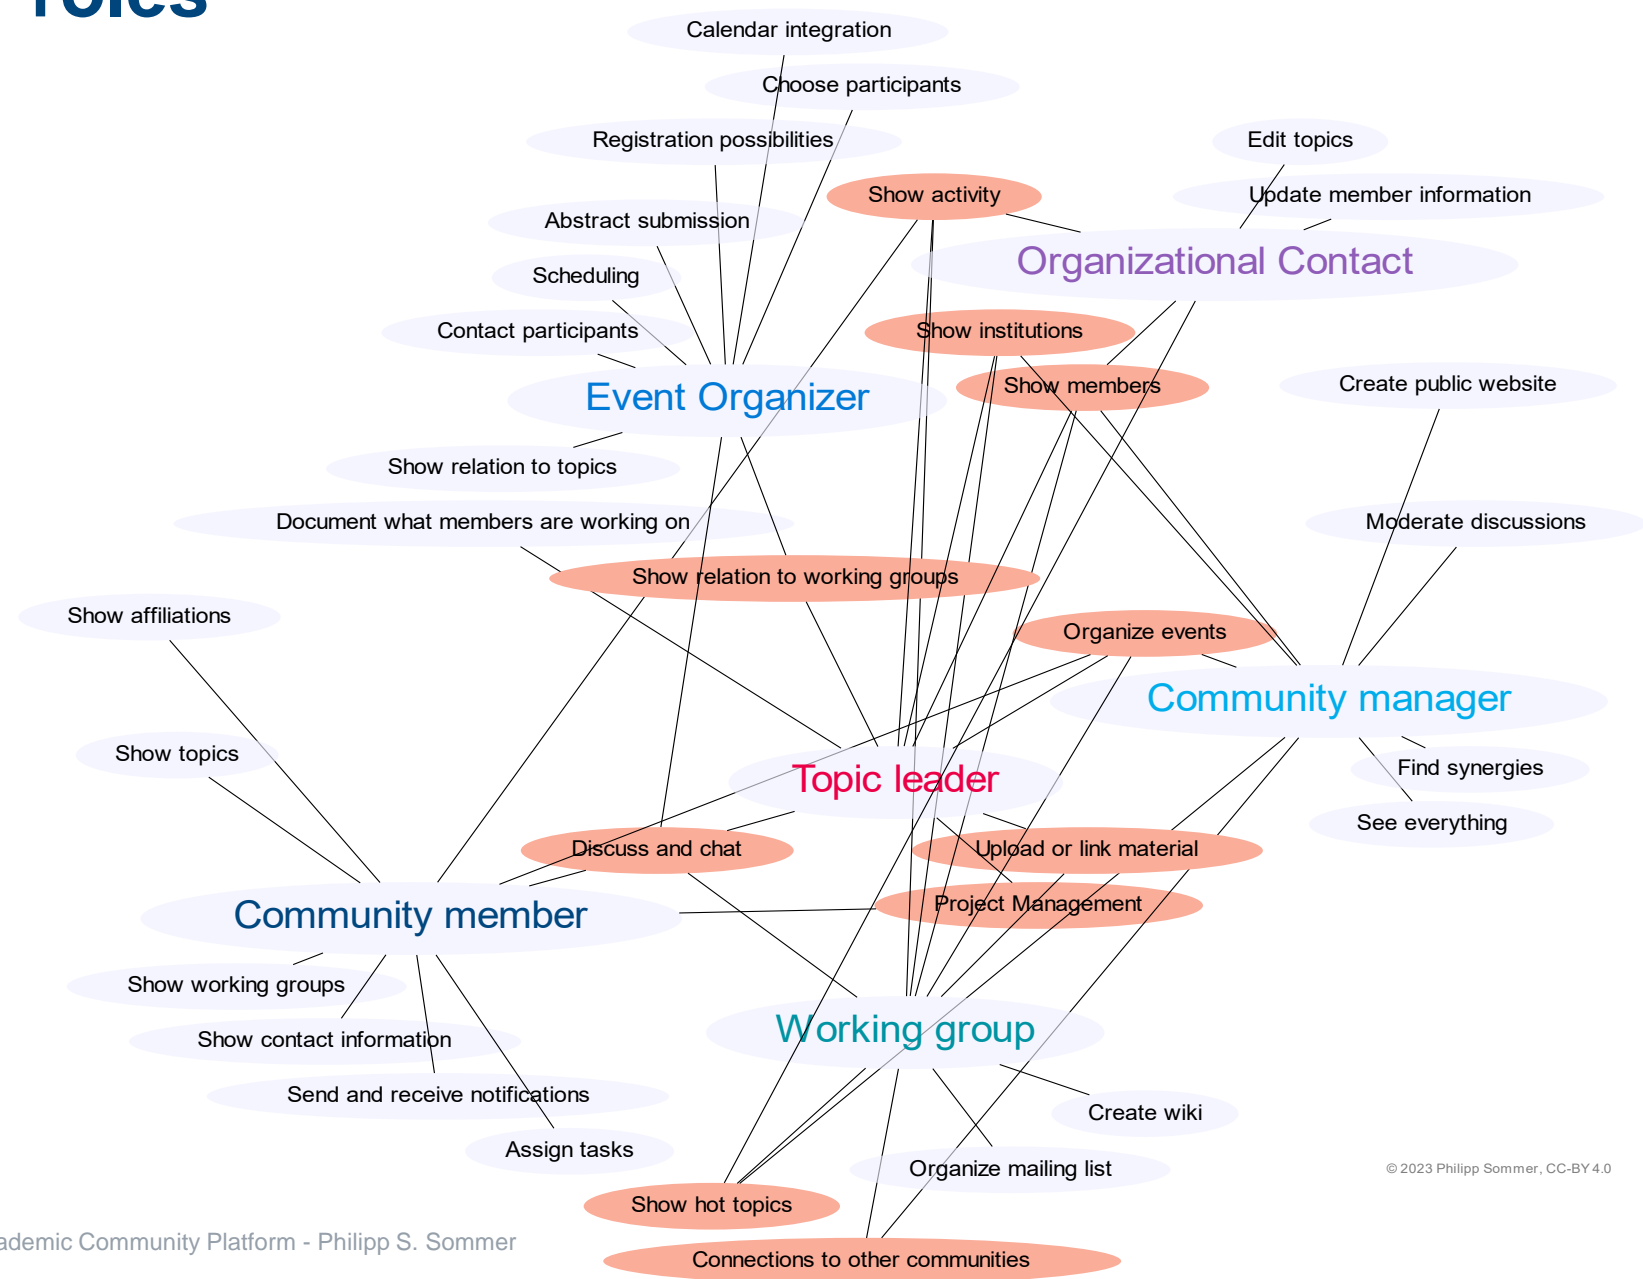 roles
Calendar integration
Choose participants
Registration possibilities
Edit topics
Show activity
Update member information
Abstract submission
Organizational Contact
Scheduling
Contact participants
Show institutions
Show members
Create public website
Event Organizer
Show relation to topics
Document what members are working on
Moderate discussions
Show relation to working groups
Show affiliations
Organize events
Community manager
Show topics
Find synergies
Topic leader
See everything
Discuss and chat
Upload or link material
Project Management
Community member
Show working groups
Working group
Show contact information
Send and receive notifications
Create wiki
Assign tasks
Organize mailing list
© 2023 Philipp Sommer, CC-BY 4.0
Show hot topics
ademic Community Platform - Philipp S. Sommer
Connections to other communities